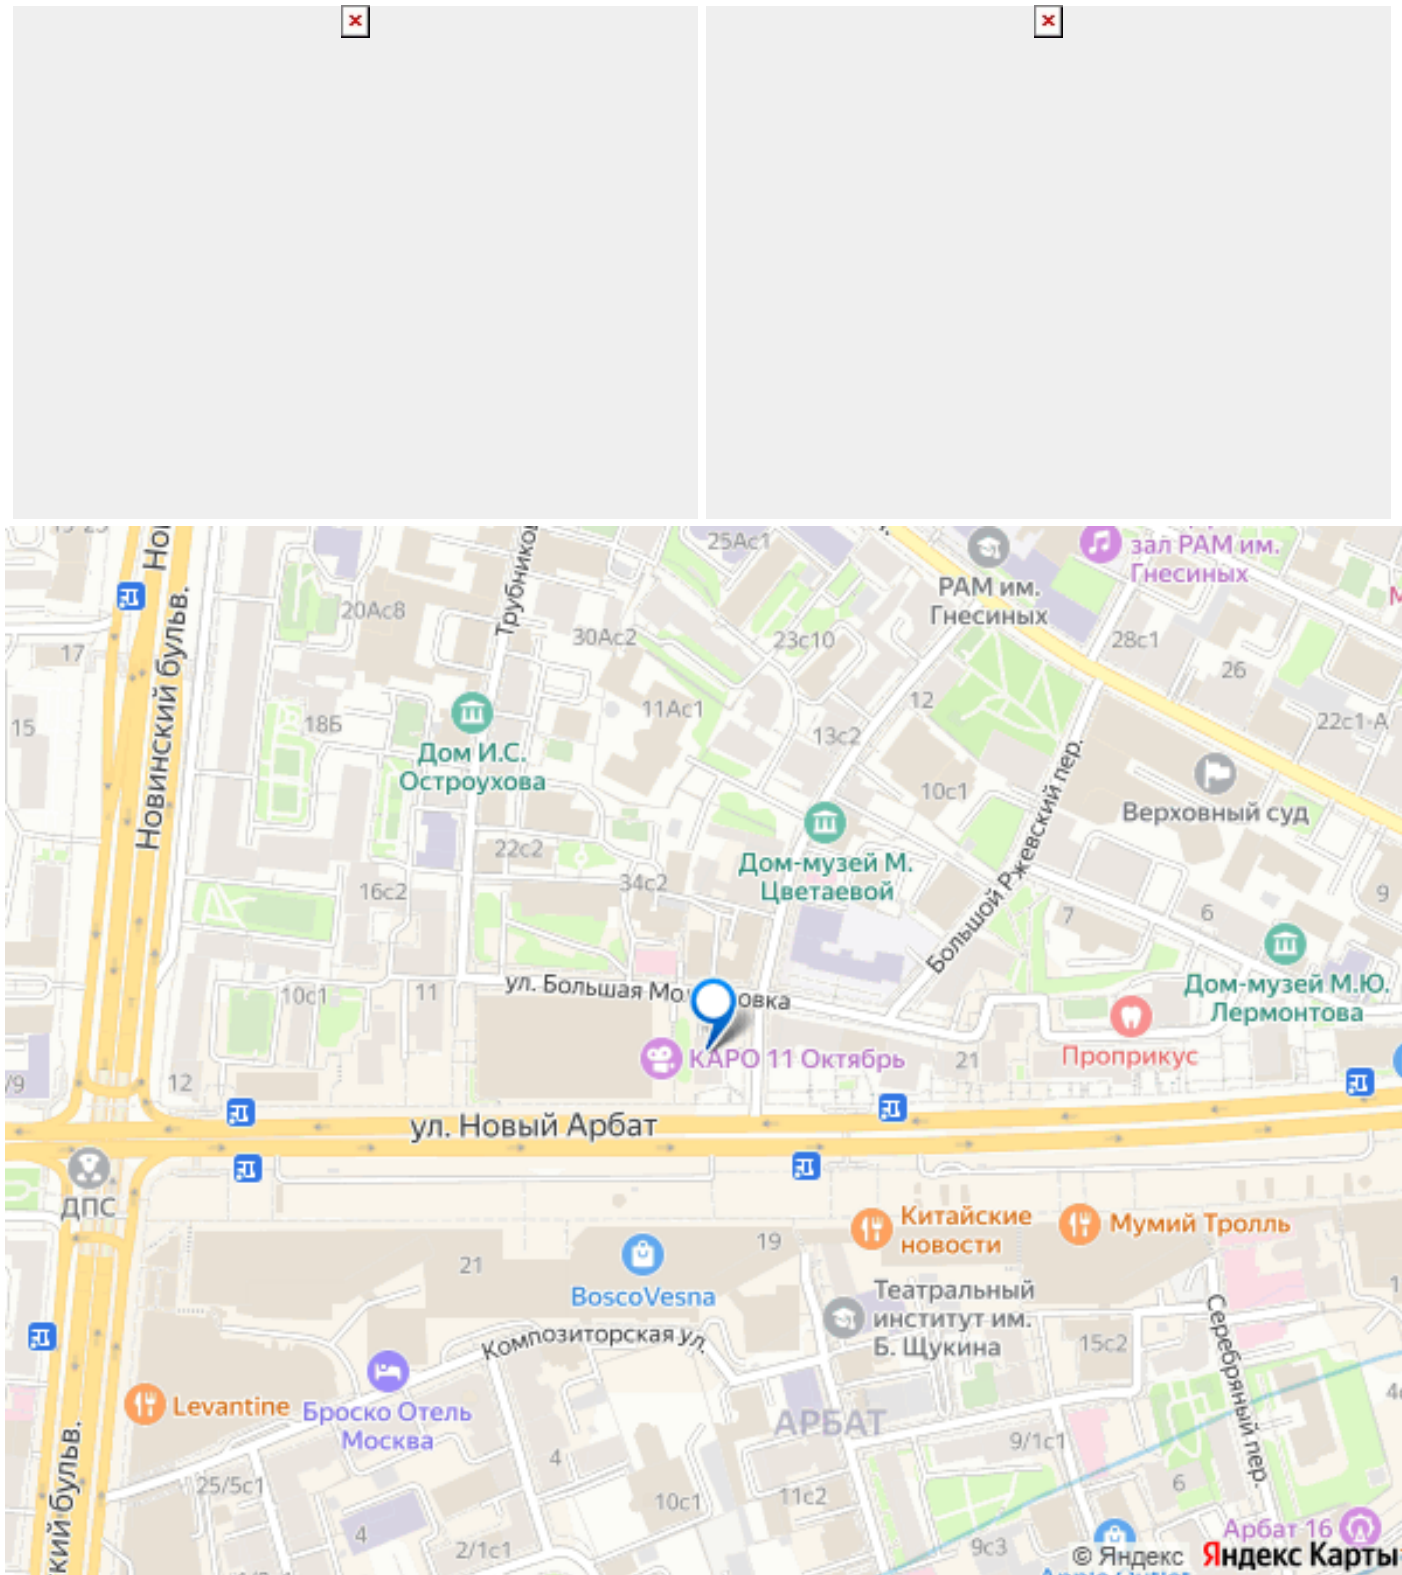 Новинский бульв.
20Ас8
25Ас1
30Ас2
23с10
РАМ им.
Гнесиных
зал РАМ им.
Гнесиных
28с1
26
22с1-А
17
15
18Б
Дом И.С.
Остроухова
11Ас1
13с2
12
10с1
Большой Ржевский пер.
Верховный суд
22с2
34с2
16с2
Дом-музей М.
Цветаевой
7
6
9
Дом-музей М.Ю.
Лермонтова
10с1
11
ул. Большая
КАРО 11 Октябрь
21
Проприкус
/9
12
ул. Новый Арбат
ДПС
21
19
BoscoVesna
Китайские
новости
Мумий Тролль
Театральный
институт им.
Б. Щукина
15с2
Серебряный пер.
Композиторская ул.
Levantine
Броско Отель
Москва
АРБАТ
9/1с1
25/5с1
4
4
10с1
11с2
6
2/1с1
9с3
Арбат 16
© Яндекс
Яндекс Карты